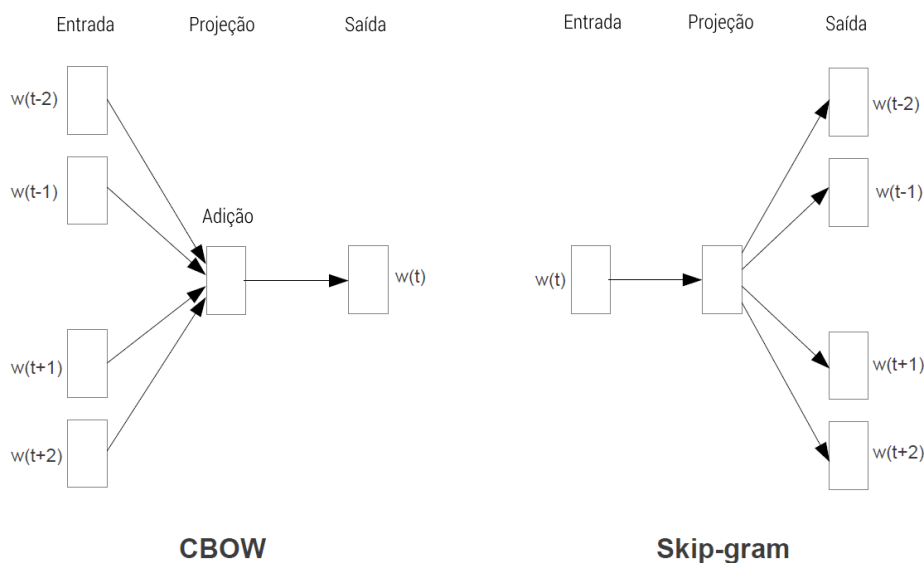 Entrada
Projeção
Saída
w(t-2)
w(t-1)
Adição
w(t)
w(t+1)
w(t+2)
CBOW
Entrada
Projeção
Saída
w(t-2)
w(t-1)
w(t)
w(t+1)
w(t+2)
Skip-gram